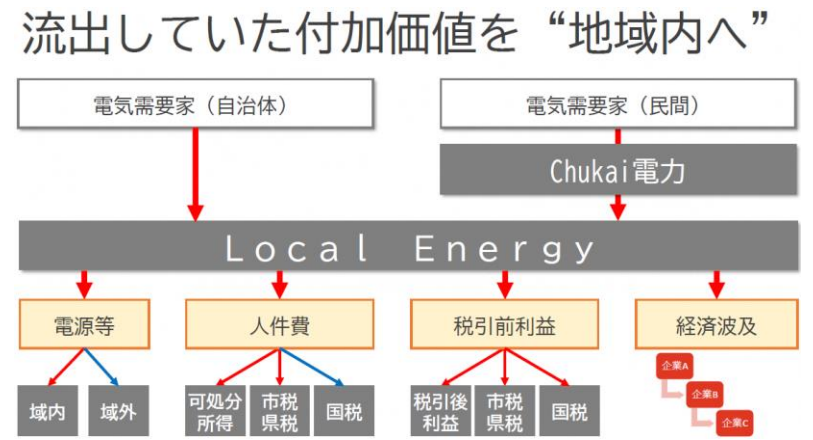 流出していた付加価値を“地域内へ”
電気需要家（自治体）
電気需要家（民間）
Chukai電力
Local Energy
電源等
人件費
税引前利益
経済波及
域内
域外
可処分
所得
市税
県税
国税
税引後
利益
市税
県税
国税
企業A
企業B
企業C